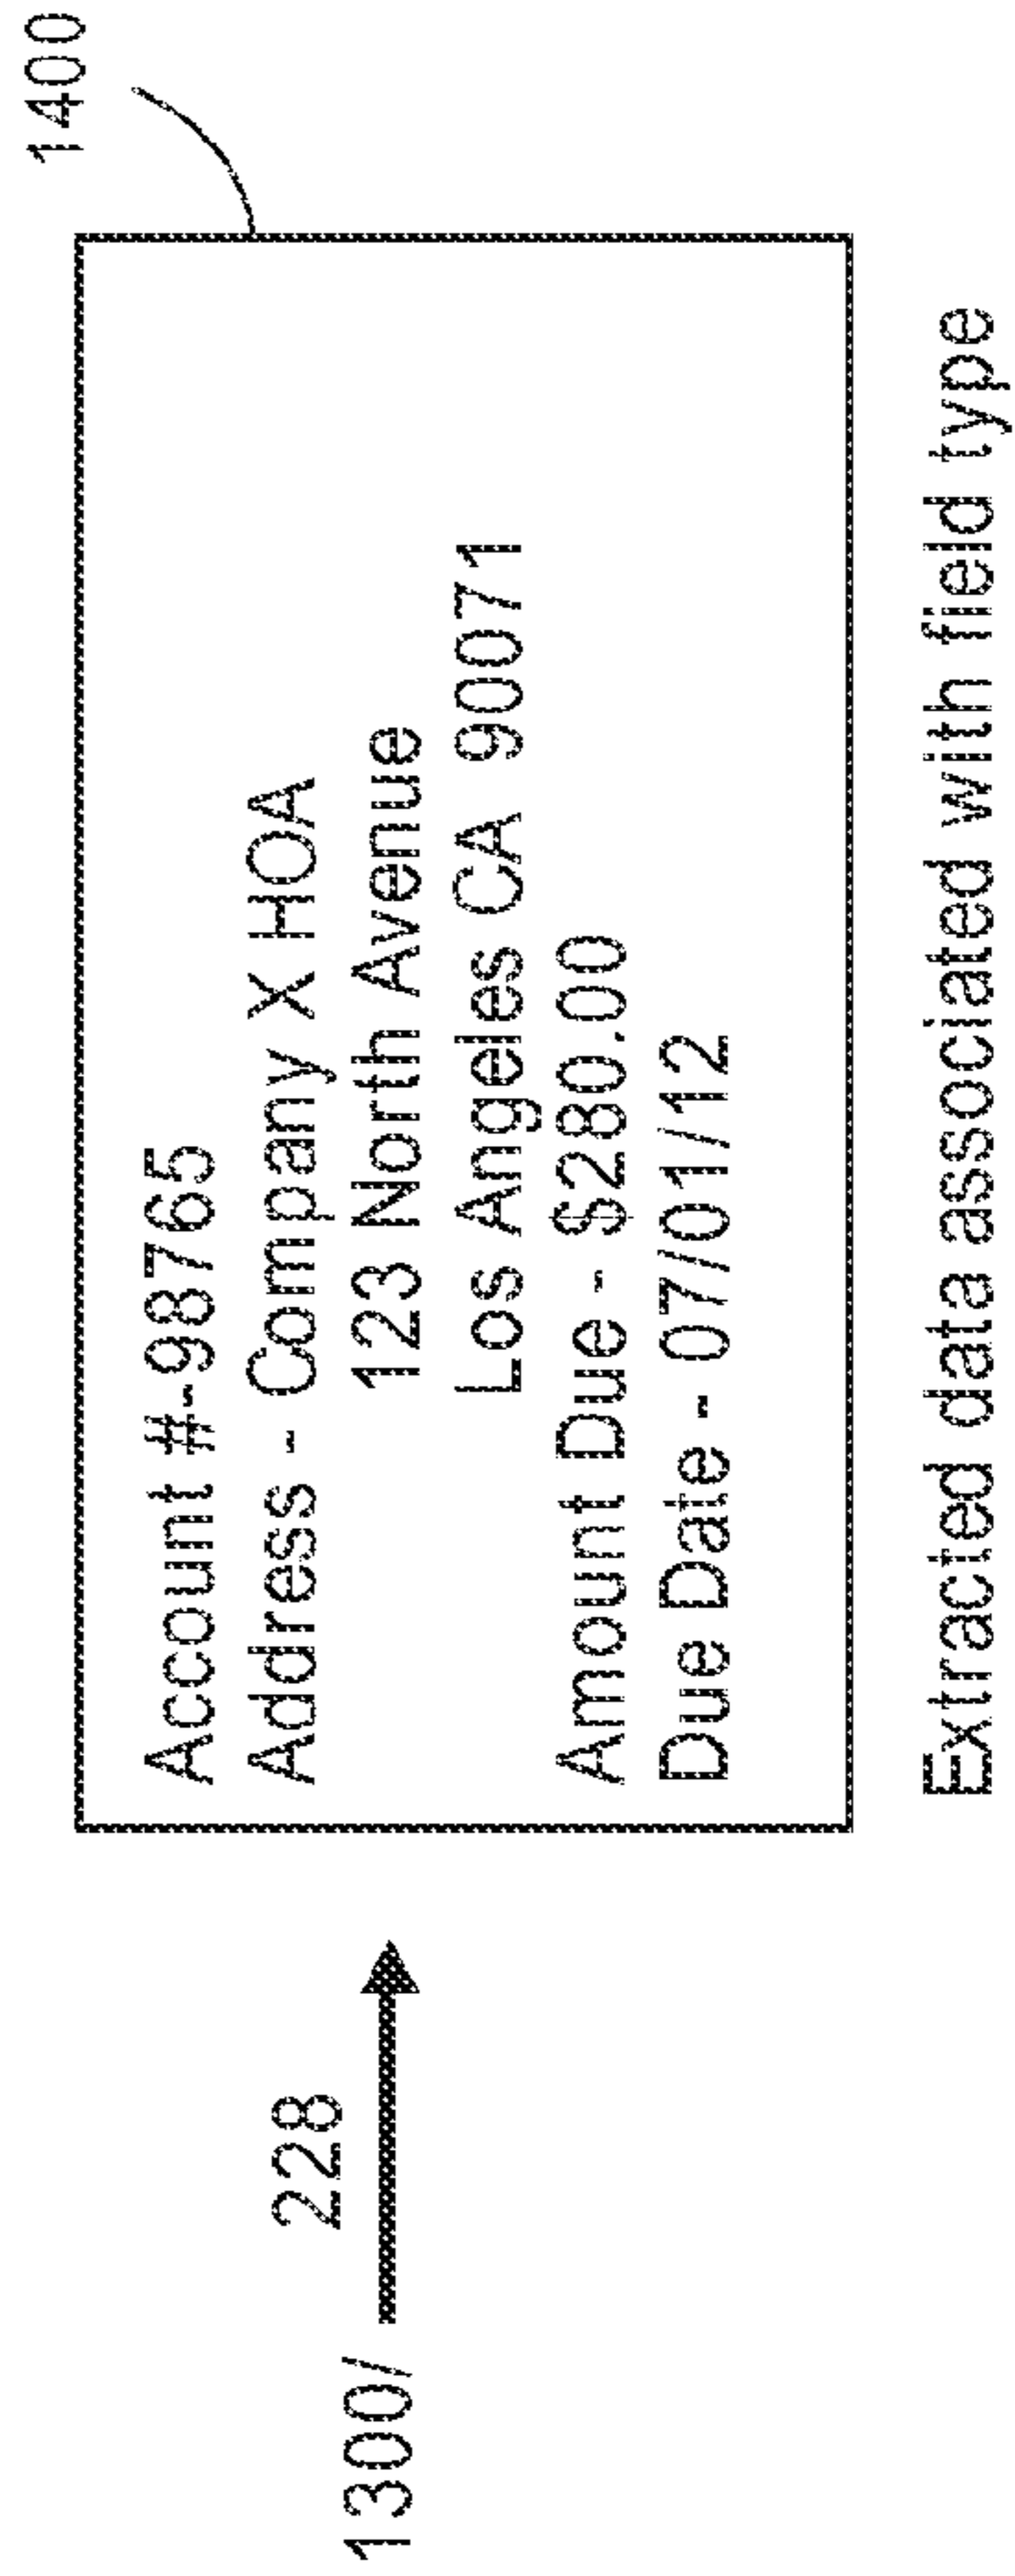 1400
Account #-98765
Address - Company X HOA
123 North Avenue
Los Angeles CA 90071
Amount Due - $280.00
Due Date - 07/01/12
228
1300/
Extracted data associated with field type